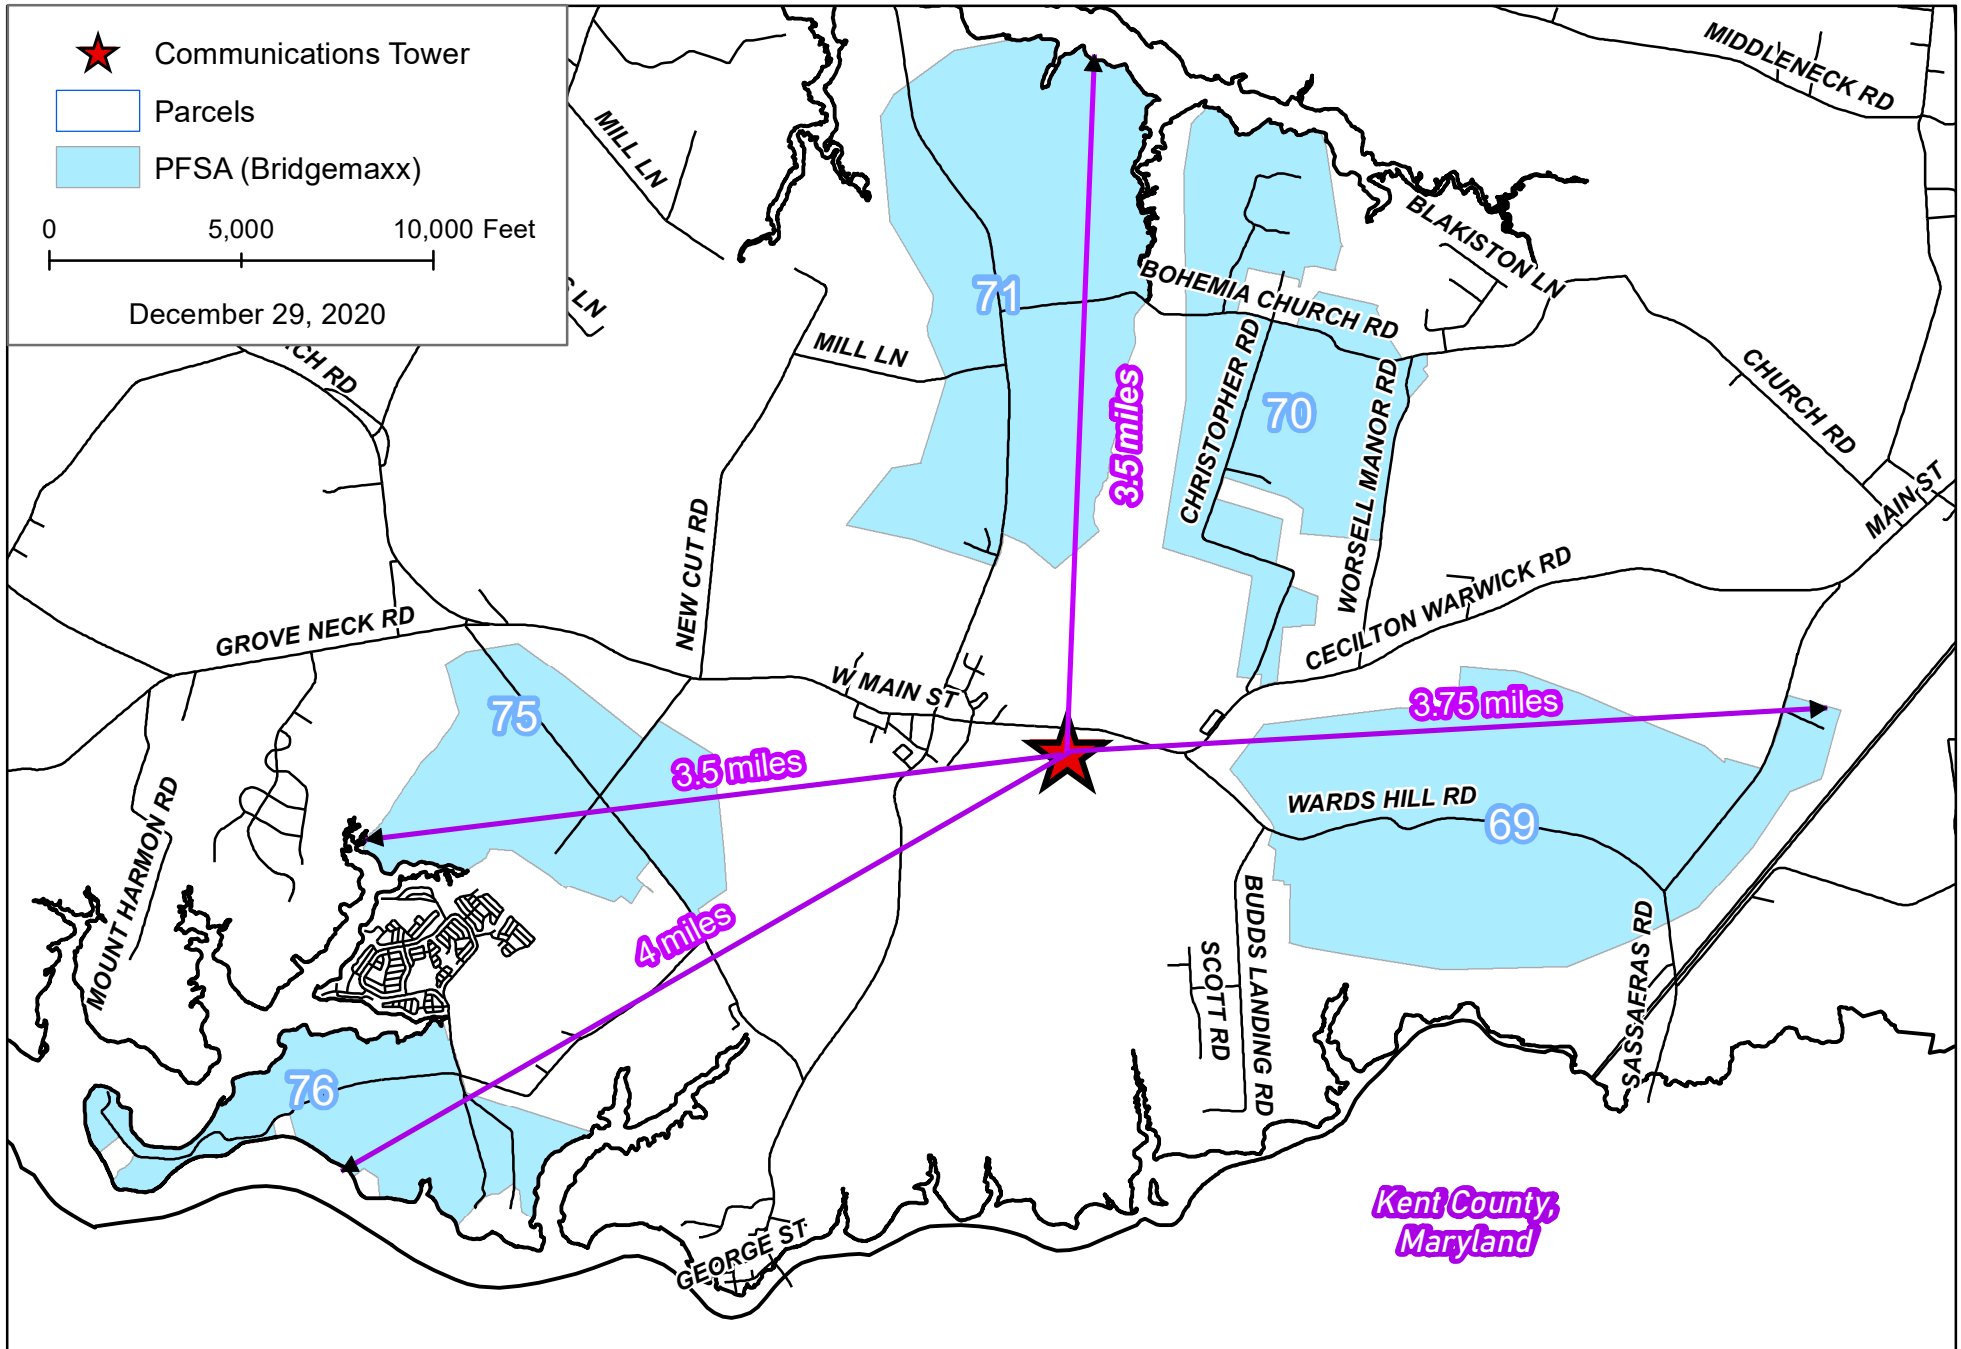 Communications Tower
Parcels
PFSA (Bridgemaxx)
0 5,000 10,000 Feet
December 29, 2020
MIDDLENECK RD
MILL LN
BLAKISTON LN
BOHEMIA CHURCH RD
71
LN
MILL LN
CH RD
CHRISTOPHER RD
70
WORSELL MANOR RD
CHURCH RD
3.5 miles
MAIN ST
NEW CUT RD
CECILTON WARWICK RD
GROVE NECK RD
W MAIN ST
75
3.75 miles
3.5 miles
WARDS HILL RD
69
MOUNT HARMON RD
4 miles
BUDDS LANDING RD
SCOTT RD
SASSAFRAS RD
76
Kent County,
Maryland
GEORGE ST